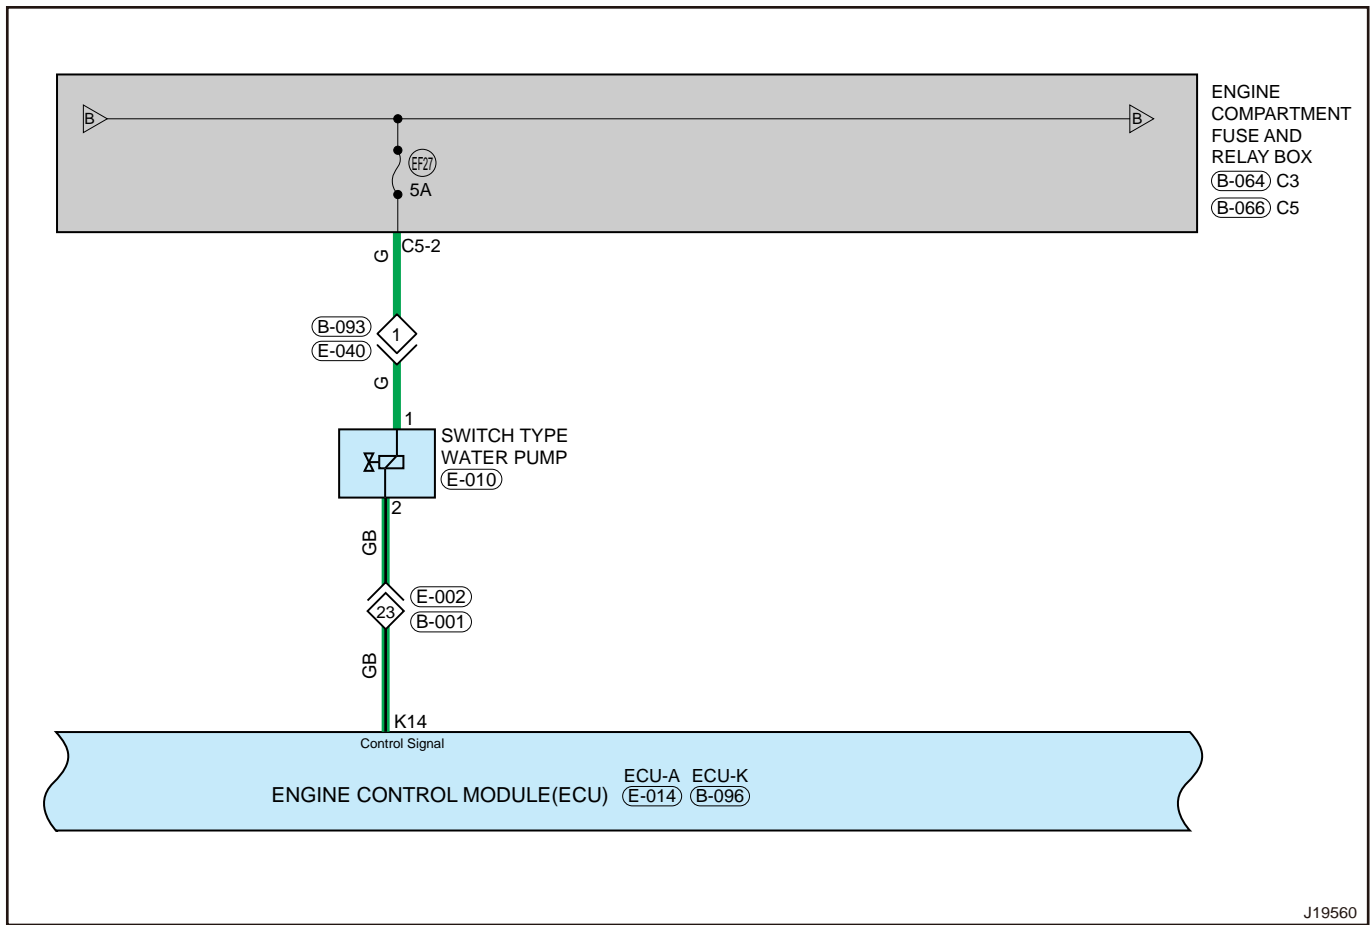 B
B
EF27
5A
ENGINE
COMPARTMENT
FUSE AND
RELAY BOX
B-064 C3
B-066 C5
C5-2
G
B-093
E-040
1
G
1
SWITCH TYPE
WATER PUMP
E-010
2
GB
E-002
B-001
23
GB
K14
Control Signal
ENGINE CONTROL MODULE(ECU)
ECU-A ECU-K
E-014 B-096
J19560